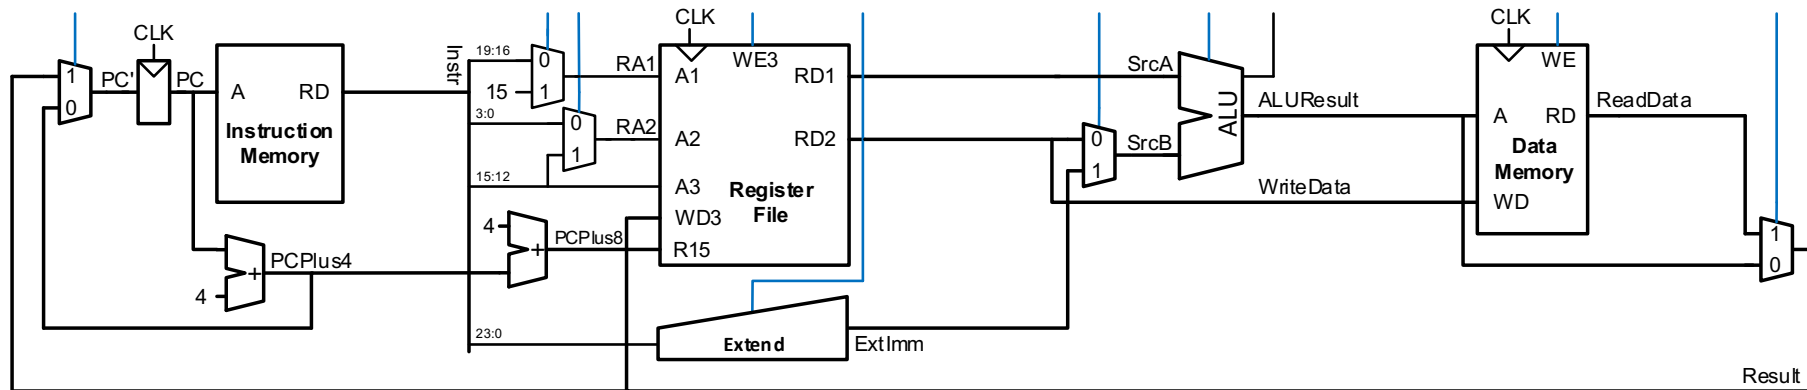 CLK
CLK
CLK
1
0
PC'
PC
A
RD
Instruction
Memory
Instr
19:16
15
0
1
RA1
3:0
0
1
RA2
15:12
A1
WE3
RD1
A2
RD2
A3
Register
File
WD3
R15
4
+
PCPlus8
PCPlus4
+
4
23:0
Extend
ExtImm
0
1
SrcA
SrcB
ALU
ALUResult
WriteData
WE
A
RD
Data
Memory
WD
ReadData
1
0
Result